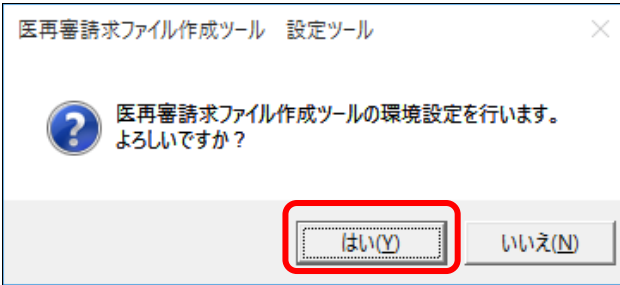 医再審請求ファイル作成ツール　設定ツール
医再審請求ファイル作成ツールの環境設定を行います。
よろしいですか？
はい(Y)
いいえ(N)